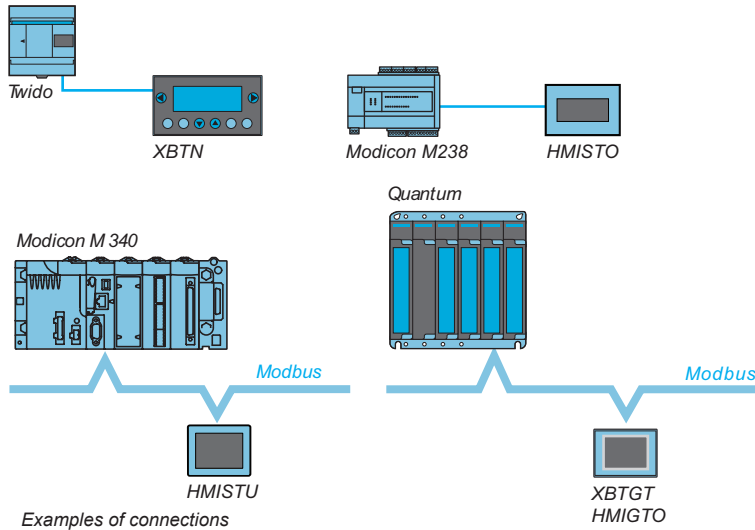 Twido
XBTN
Modicon M238
HMISTO
Quantum
Modicon M 340
Modbus
Modbus
HMISTU
XBTGT
HMIGTO
Examples of connections